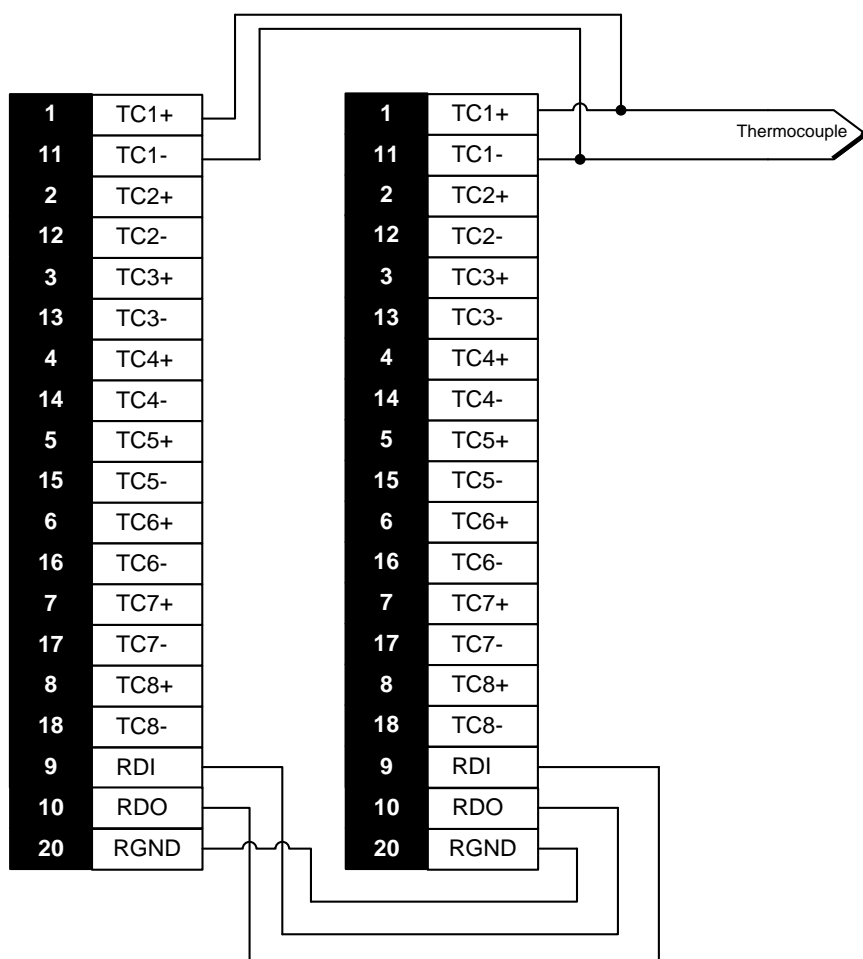 1 TC1+
11 TC1-
2 TC2+
12 TC2-
3 TC3+
13 TC3-
4 TC4+
14 TC4-
5 TC5+
15 TC5-
6 TC6+
16 TC6-
7 TC7+
17 TC7-
8 TC8+
18 TC8-
9 RDI
10 RDO
20 RGND
1 TC1+
11 TC1-
2 TC2+
12 TC2-
3 TC3+
13 TC3-
4 TC4+
14 TC4-
5 TC5+
15 TC5-
6 TC6+
16 TC6-
7 TC7+
17 TC7-
8 TC8+
18 TC8-
9 RDI
10 RDO
20 RGND
Thermocouple